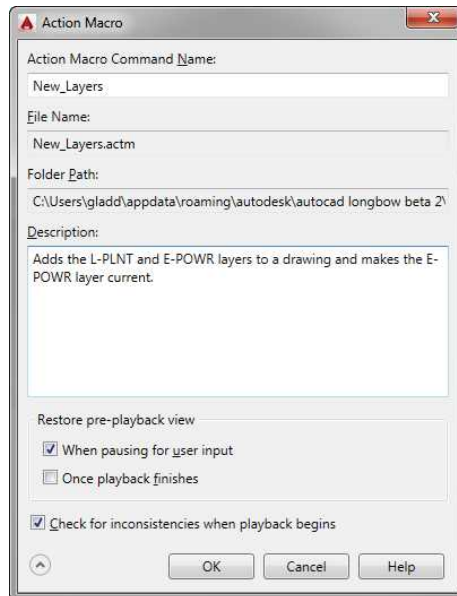 Action Macro
Action Macro Command Name:
New_Layers
File Name:
New_Layers.actm
Folder Path:
C:\Users\gladd\appdata\roaming\autodesk\autocad longbow beta 2\
Description:
Adds the L-PLNT and E-POWR layers to a drawing and makes the E-
POWR layer current.
Restore pre-playback view
When pausing for user input
Once playback finishes
Check for inconsistencies when playback begins
OK Cancel Help